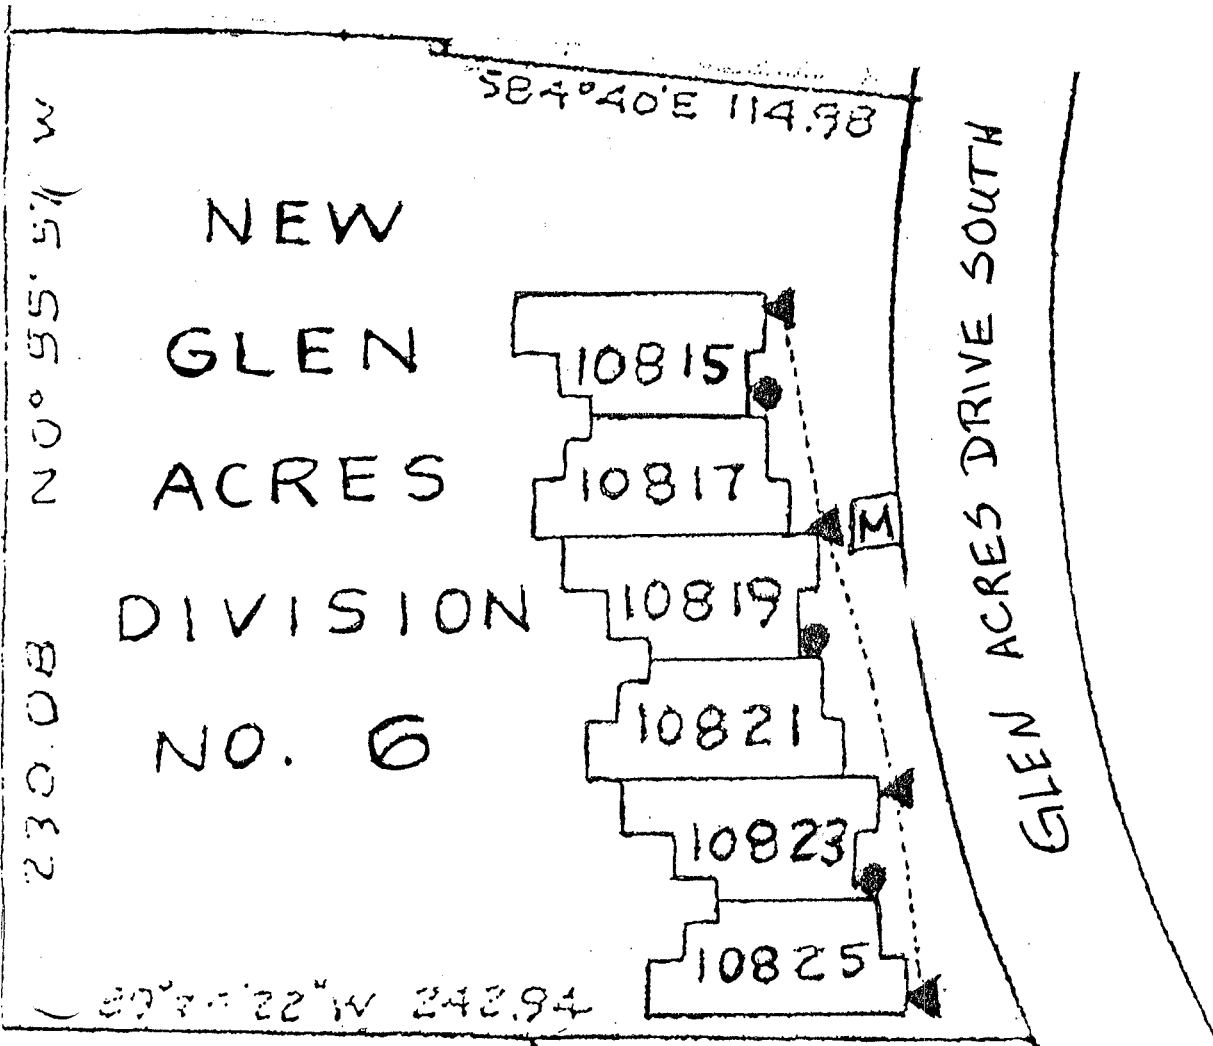 S84°40'E 114.98
NEW
GLEN
ACRES
DIVISION
NO. 6
230.08 N0°55'51" W
10815
10817
M
10819
10821
10823
10825
GLEN ACRES DRIVE SOUTH
22" W 242.94